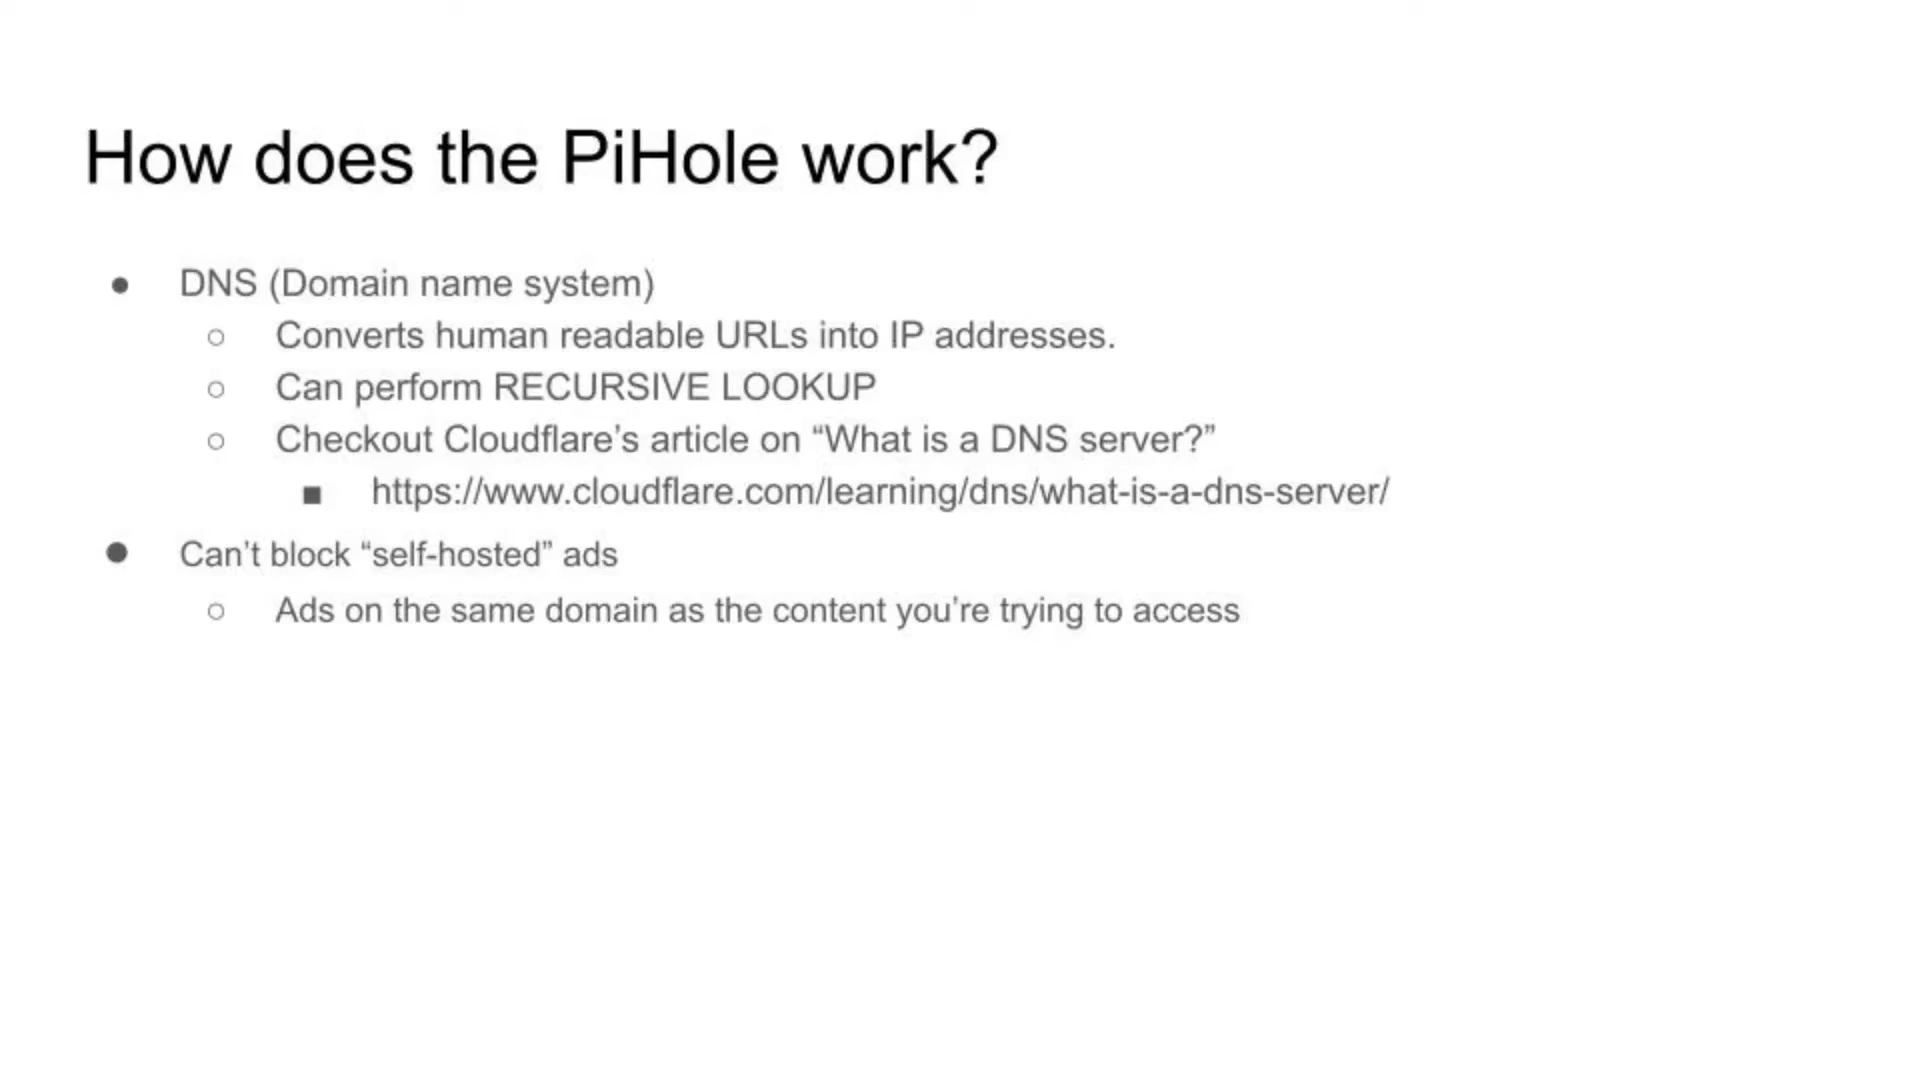 How does the PiHole work?
● DNS (Domain name system)
○ Converts human readable URLs into IP addresses.
○ Can perform RECURSIVE LOOKUP
○ Checkout Cloudflare’s article on “What is a DNS server?”
■ https://www.cloudflare.com/learning/dns/what-is-a-dns-server/
● Can’t block “self-hosted” ads
○ Ads on the same domain as the content you’re trying to access